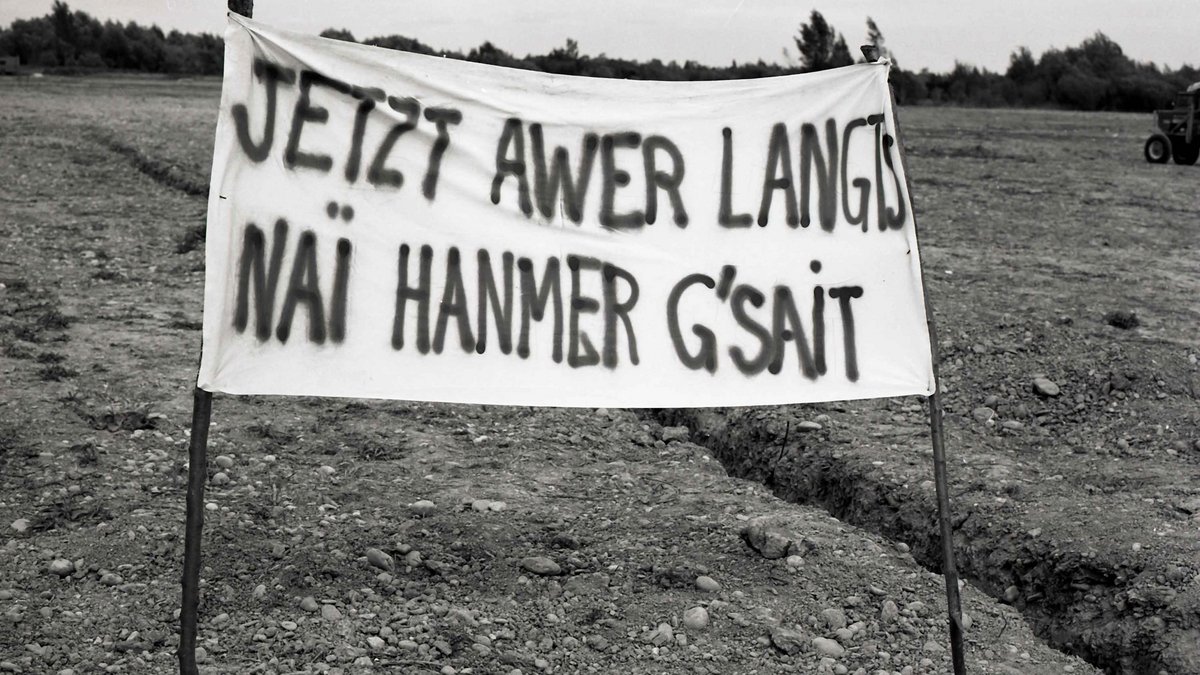 JETZT AWER LANGTS
NAÏ HANMER G'SAiT